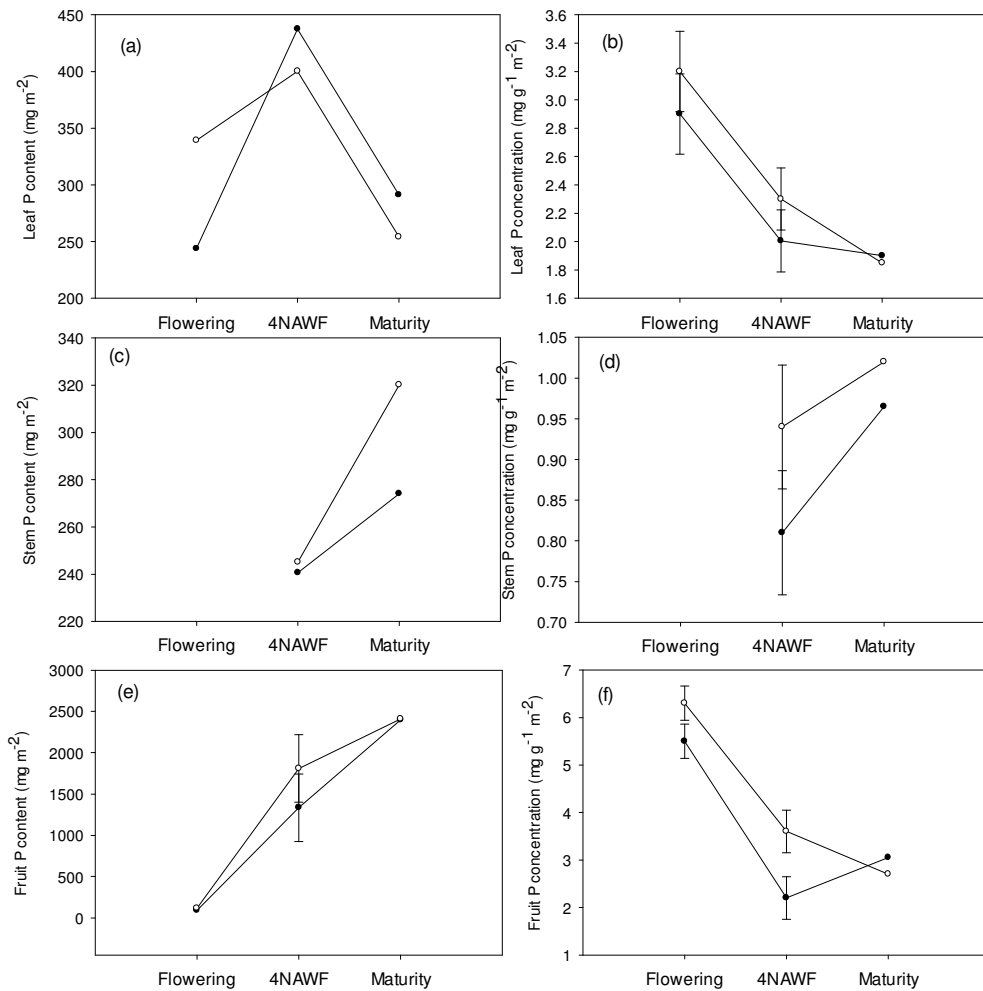 (a)
Leaf P content (mg m⁻²)
450
400
350
300
250
200
Flowering 4NAWF Maturity
(b)
Leaf P concentration (mg g⁻¹ m⁻²)
3.6
3.4
3.2
3.0
2.8
2.6
2.4
2.2
2.0
1.8
1.6
Flowering 4NAWF Maturity
(c)
Stem P content (mg m⁻²)
340
320
300
280
260
240
220
Flowering 4NAWF Maturity
(d)
Stem P concentration (mg g⁻¹ m⁻²)
1.05
1.00
0.95
0.90
0.85
0.80
0.75
0.70
Flowering 4NAWF Maturity
(e)
Fruit P content (mg m⁻²)
3000
2500
2000
1500
1000
500
0
Flowering 4NAWF Maturity
(f)
Fruit P concentration (mg g⁻¹ m⁻²)
7
6
5
4
3
2
1
Flowering 4NAWF Maturity